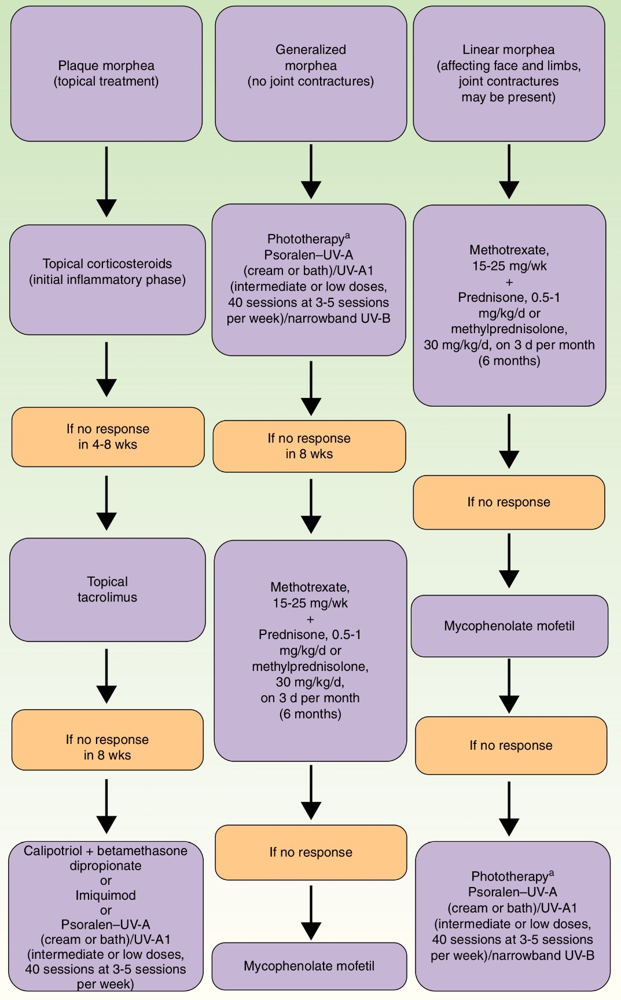 Plaque morphea
(topical treatment)
Topical corticosteroids
(initial inflammatory phase)
If no response
in 4-8 wks
Topical
tacrolimus
If no response
in 8 wks
Calipotriol + betamethasone
dipropionate
or
Imiquimod
or
Psoralen–UV-A
(cream or bath)/UV-A1
(intermediate or low doses,
40 sessions at 3-5 sessions
per week)
Generalized
morphea
(no joint contractures)
Phototherapyᵃ
Psoralen–UV-A
(cream or bath)/UV-A1
(intermediate or low doses,
40 sessions at 3-5 sessions
per week)/narrowband UV-B
If no response
in 8 wks
Methotrexate,
15-25 mg/wk
+
Prednisone, 0.5-1
mg/kg/d or
methylprednisolone,
30 mg/kg/d,
on 3 d per month
(6 months)
If no response
Mycophenolate mofetil
Linear morphea
(affecting face and limbs,
joint contractures
may be present)
Methotrexate,
15-25 mg/wk
+
Prednisone, 0.5-1
mg/kg/d or
methylprednisolone,
30 mg/kg/d, on 3 d per month
(6 months)
If no response
Mycophenolate mofetil
If no response
Phototherapyᵃ
Psoralen–UV-A
(cream or bath)/UV-A1
(intermediate or low doses,
40 sessions at 3-5 sessions
per week)/narrowband UV-B